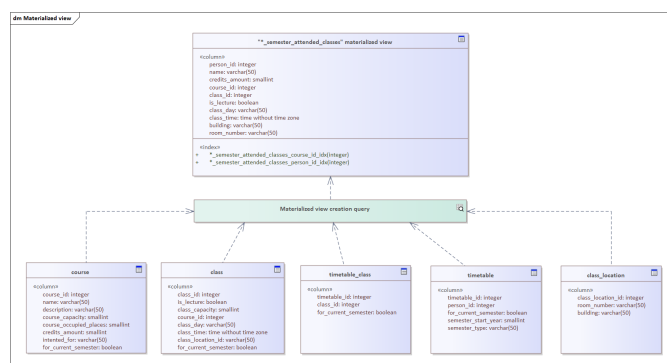 dm Materialized view
"*_semester_attended_classes" materialized view
«column»
person_id: integer
name: varchar(50)
credits_amount: smallint
course_id: integer
class_id: integer
is_lecture: boolean
class_day: varchar(50)
class_time: time without time zone
building: varchar(50)
room_number: varchar(50)
«index»
+ *_semester_attended_classes_course_id_idx(integer)
+ *_semester_attended_classes_person_id_idx(integer)
Materialized view creation query
course
«column»
course_id: integer
name: varchar(50)
description: varchar(50)
course_capacity: smallint
course_occupied_places: smallint
credits_amount: smallint
intented_for: varchar(50)
for_current_semester: boolean
class
«column»
class_id: integer
is_lecture: boolean
class_capacity: smallint
course_id: integer
class_day: varchar(50)
class_time: time without time zone
class_location_id: varchar(50)
for_current_semester: boolean
timetable_class
«column»
timetable_id: integer
class_id: integer
for_current_semester: boolean
timetable
«column»
timetable_id: integer
person_id: integer
for_current_semester: boolean
semester_start_year: smallint
semester_type: varchar(50)
class_location
«column»
class_location_id: integer
room_number: varchar(50)
building: varchar(50)